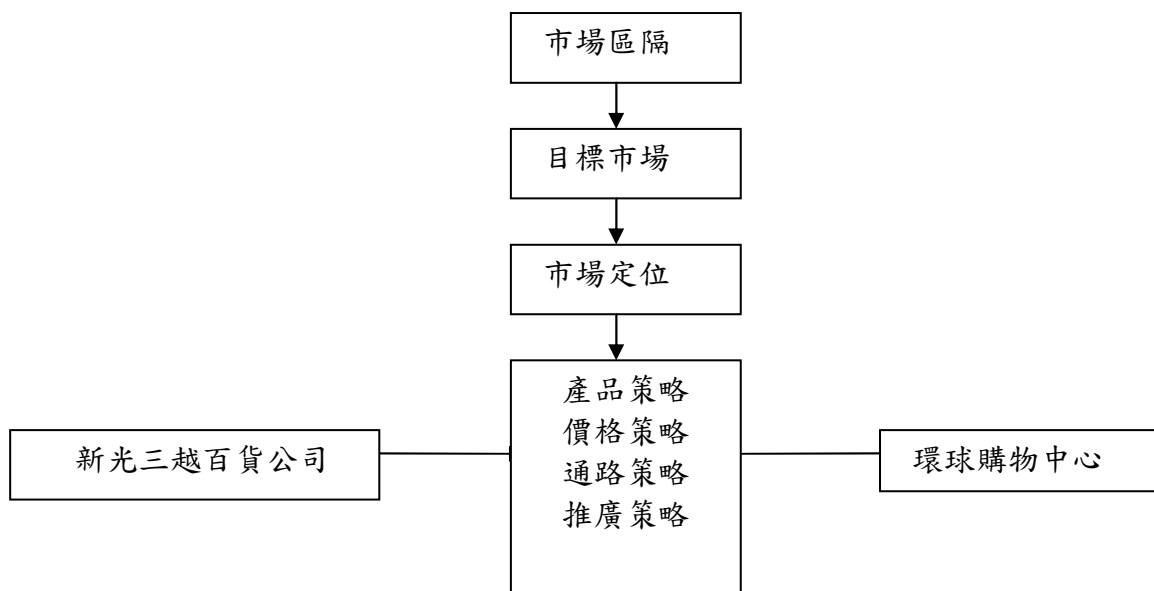 市場區隔
目標市場
市場定位
產品策略
價格策略
通路策略
推廣策略
新光三越百貨公司
環球購物中心